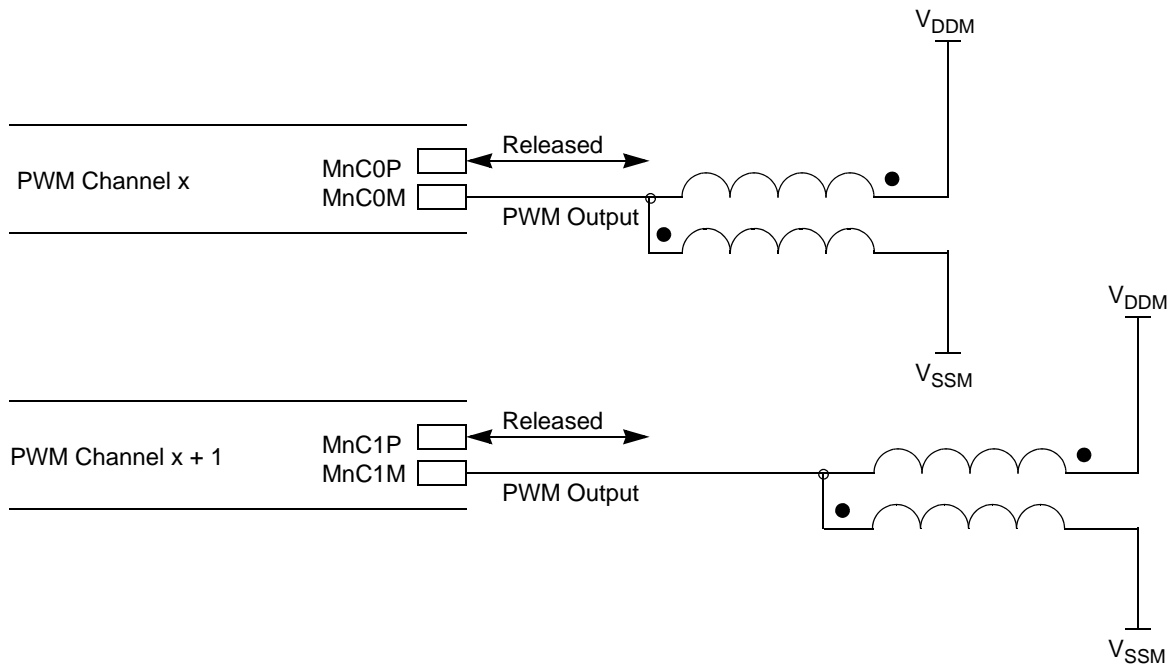 V_DDM
Released
MnC0P
PWM Channel x
MnC0M
PWM Output
V_DDM
V_SSM
Released
MnC1P
PWM Channel x + 1
MnC1M
PWM Output
V_SSM